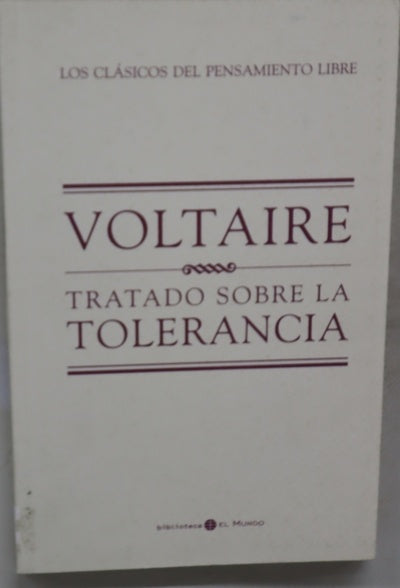 LOS CLÁSICOS DEL PENSAMIENTO LIBRE
VOLTAIRE
TRATADO SOBRE LA
TOLERANCIA
biblioteca EL MUNDO